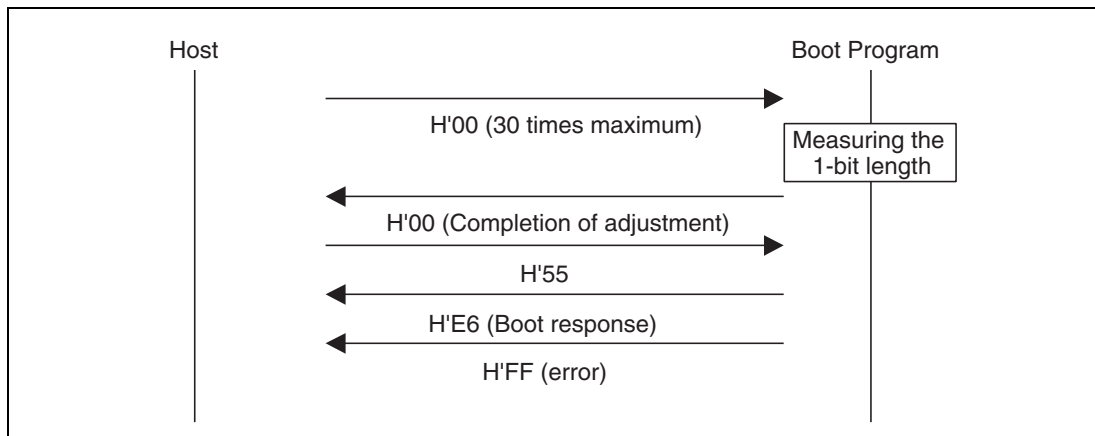 Host
Boot Program
H'00 (30 times maximum)
Measuring the
1-bit length
H'00 (Completion of adjustment)
H'55
H'E6 (Boot response)
H'FF (error)